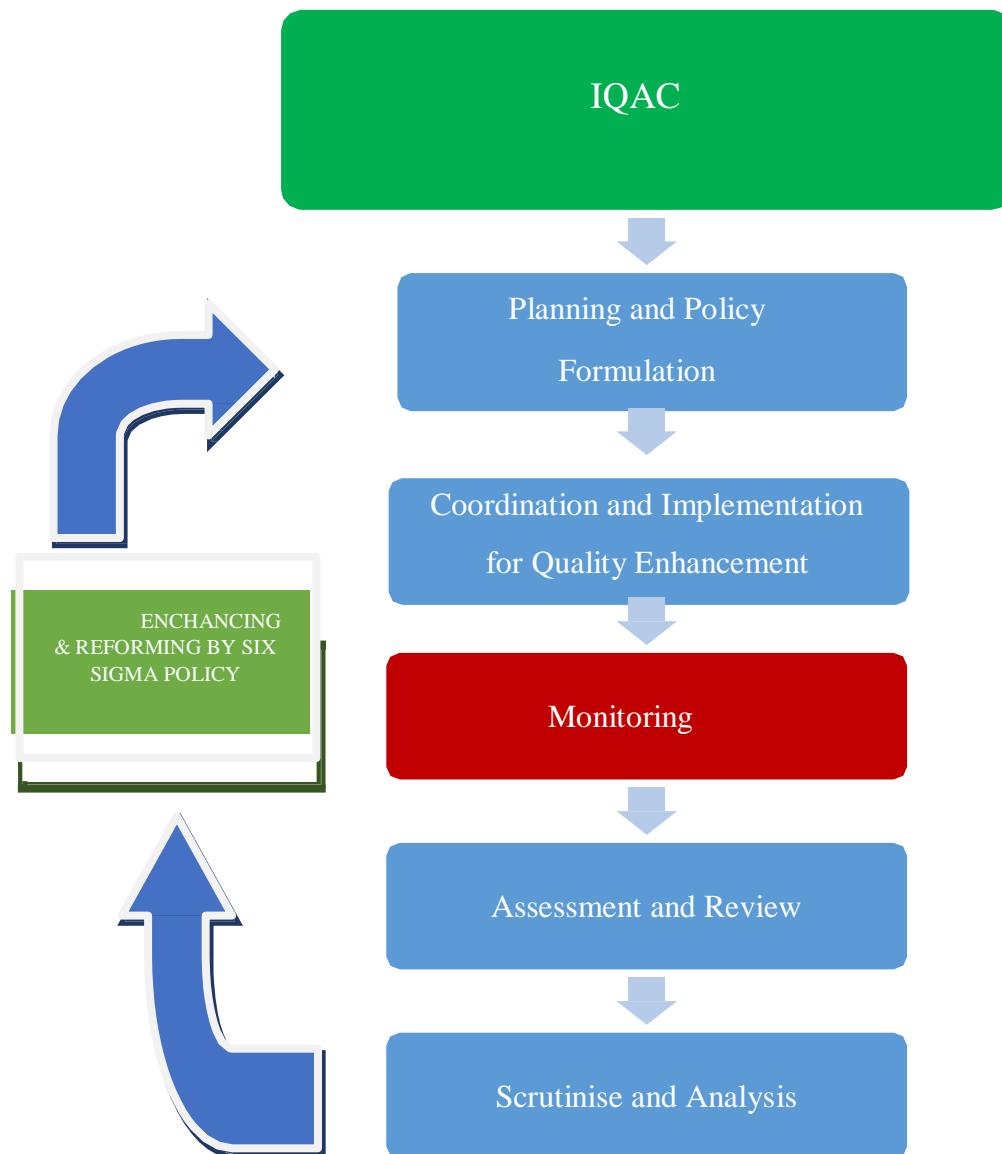 IQAC
Planning and Policy
Formulation
Coordination and Implementation
for Quality Enhancement
ENCHANCING
& REFORMING BY SIX
SIGMA POLICY
Monitoring
Assessment and Review
Scrutinise and Analysis